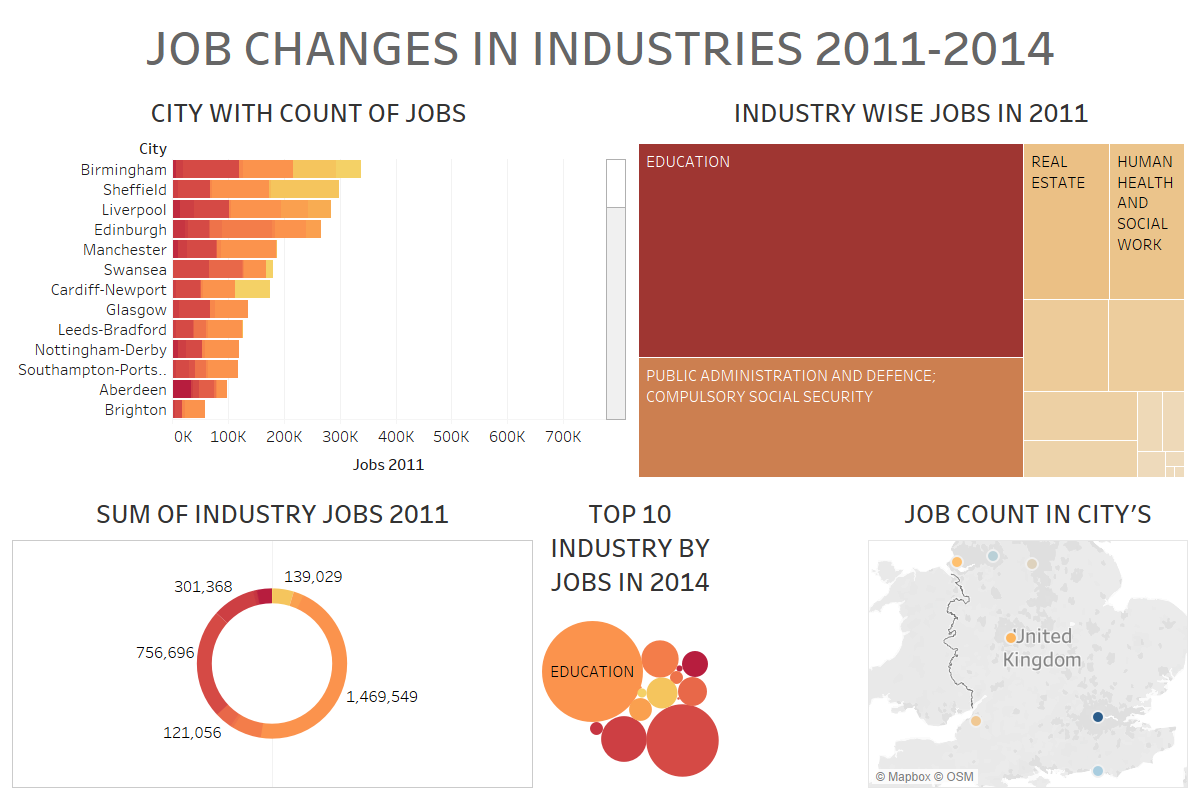 JOB CHANGES IN INDUSTRIES 2011-2014
CITY WITH COUNT OF JOBS
City
Birmingham
Sheffield
Liverpool
Edinburgh
Manchester
Swansea
Cardiff-Newport
Glasgow
Leeds-Bradford
Nottingham-Derby
Southampton-Ports..
Aberdeen
Brighton
0K 100K 200K 300K 400K 500K 600K 700K
Jobs 2011
INDUSTRY WISE JOBS IN 2011
EDUCATION
PUBLIC ADMINISTRATION AND DEFENCE;
COMPULSORY SOCIAL SECURITY
REAL
ESTATE
HUMAN
HEALTH
AND
SOCIAL
WORK
SUM OF INDUSTRY JOBS 2011
139,029
301,368
756,696
1,469,549
121,056
TOP 10
INDUSTRY BY
JOBS IN 2014
EDUCATION
JOB COUNT IN CITY'S
United
Kingdom
© Mapbox © OSM